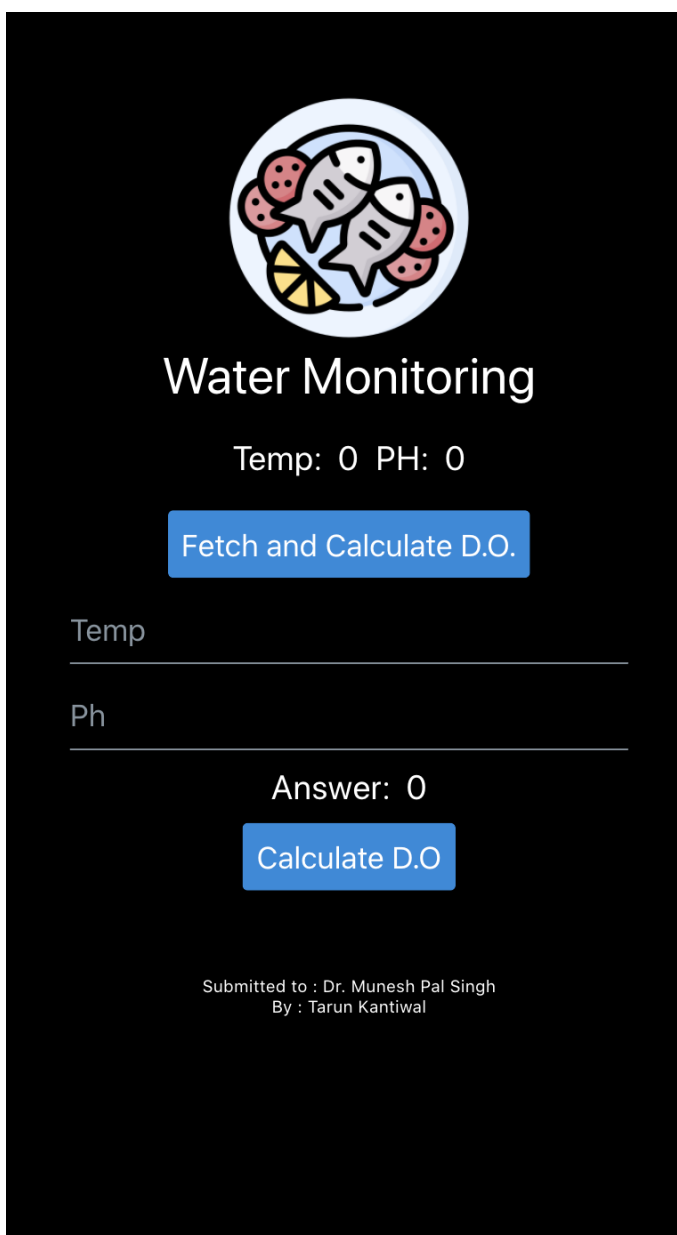 Water Monitoring
Temp: 0 PH: 0
Fetch and Calculate D.O.
Temp
Ph
Answer: 0
Calculate D.O
Submitted to : Dr. Munesh Pal Singh
By : Tarun Kantiwal